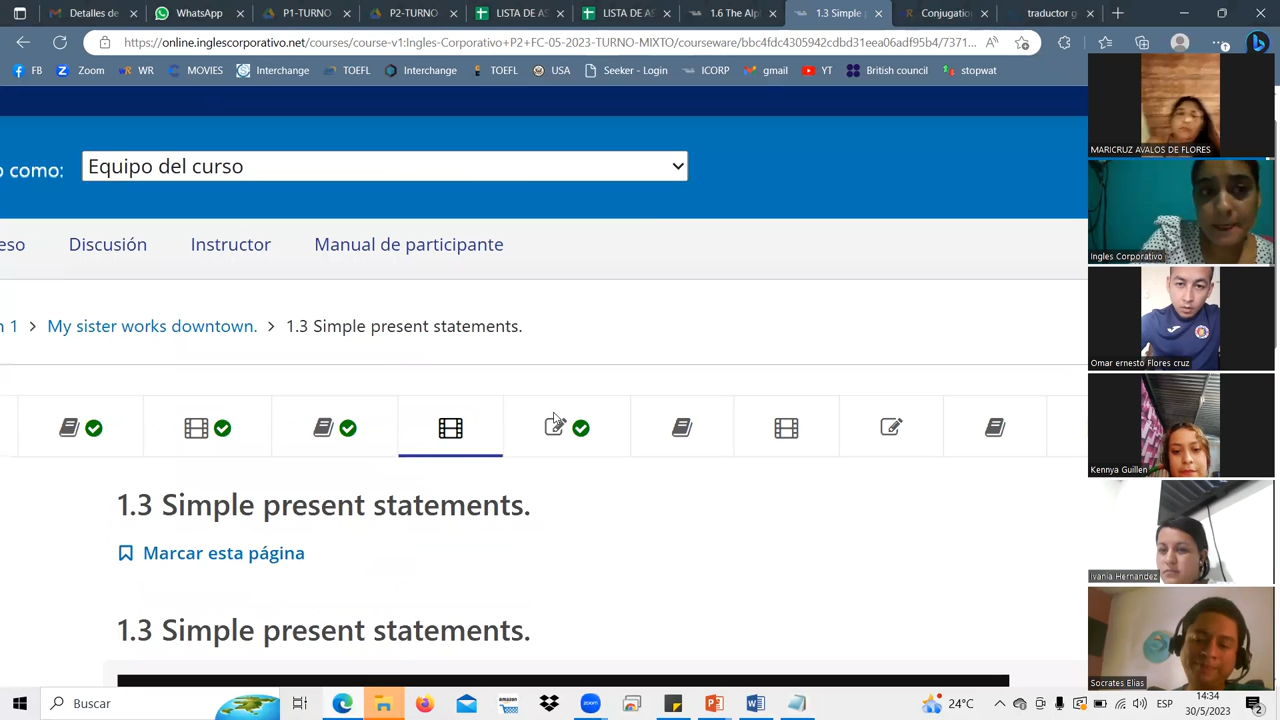 Detalles de
WhatsApp
P1-TURNO
P2-TURNO
LISTA DE AS
LISTA DE AS
1.6 The Alp
1.3 Simple
Conjugatio
traductor g
https://online.inglescorporativo.net/courses/course-v1:Ingles-Corporativo+P2+FC-05-2023-TURNO-MIXTO/courseware/bbc4fdc4305942cdbd31eea06adf95b4/7371...
FB
Zoom
WR
MOVIES
Interchange
TOEFL
Interchange
TOEFL
USA
Seeker - Login
ICORP
gmail
YT
British council
stopwat
o como:
Equipo del curso
eso
Discusión
Instructor
Manual de participante
n 1 > My sister works downtown. > 1.3 Simple present statements.
1.3 Simple present statements.
Marcar esta página
1.3 Simple present statements.
MARICRUZ AVALOS DE FLORES
Ingles Corporativo
Omar ernesto Flores cruz
Kennya Guillen
Ivania Hernandez
Socrates Elias
Buscar
24°C
ESP
14:34
30/5/2023
2